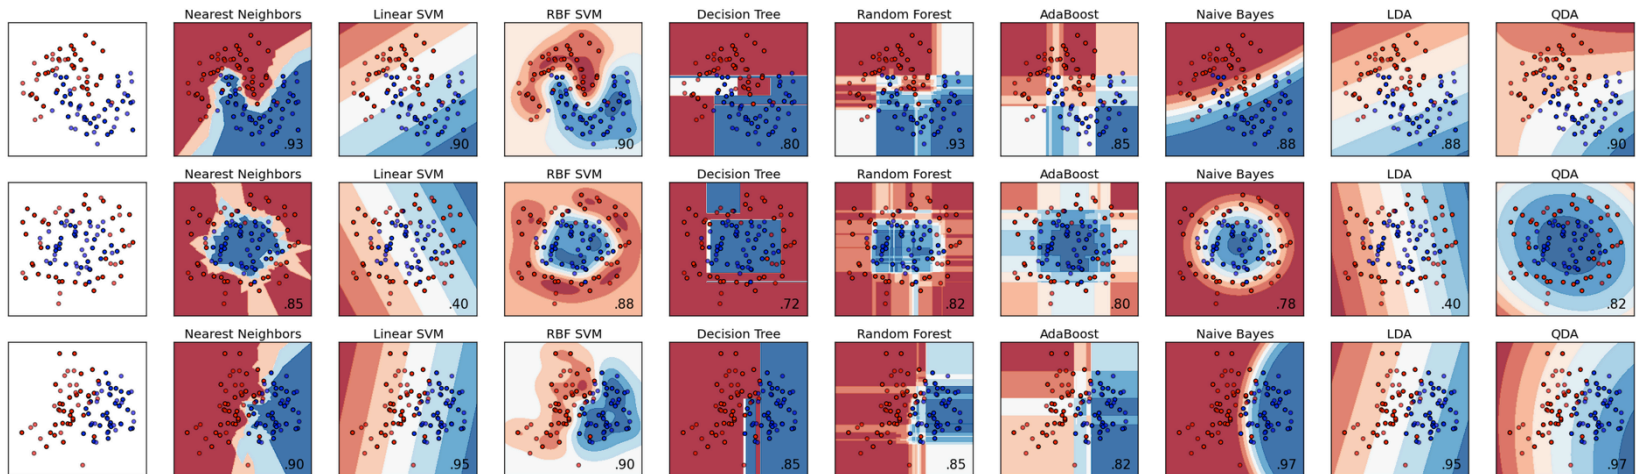 Nearest Neighbors Linear SVM RBF SVM Decision Tree Random Forest AdaBoost Naive Bayes LDA QDA
.93 .90 .90 .80 .93 .85 .88 .88 .90
Nearest Neighbors Linear SVM RBF SVM Decision Tree Random Forest AdaBoost Naive Bayes LDA QDA
.85 .40 .88 .72 .82 .80 .78 .40 .82
Nearest Neighbors Linear SVM RBF SVM Decision Tree Random Forest AdaBoost Naive Bayes LDA QDA
.90 .95 .90 .85 .85 .82 .97 .95 .97